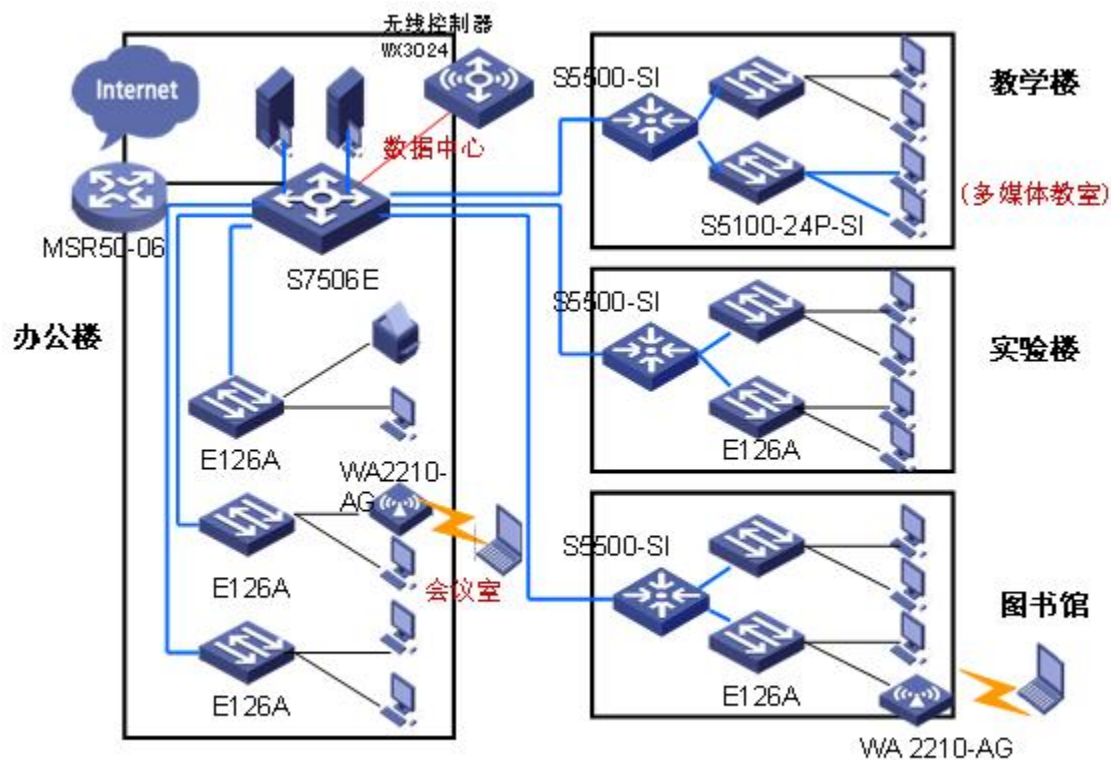 无线控制器
WX3024
Internet
数据中心
MSR50-06
S7506E
办公楼
E126A
WA2210-
AG
会议室
E126A
E126A
S5500-SI
教学楼
(多媒体教室)
S5100-24P-SI
S5500-SI
实验楼
E126A
S5500-SI
图书馆
E126A
WA 2210-AG